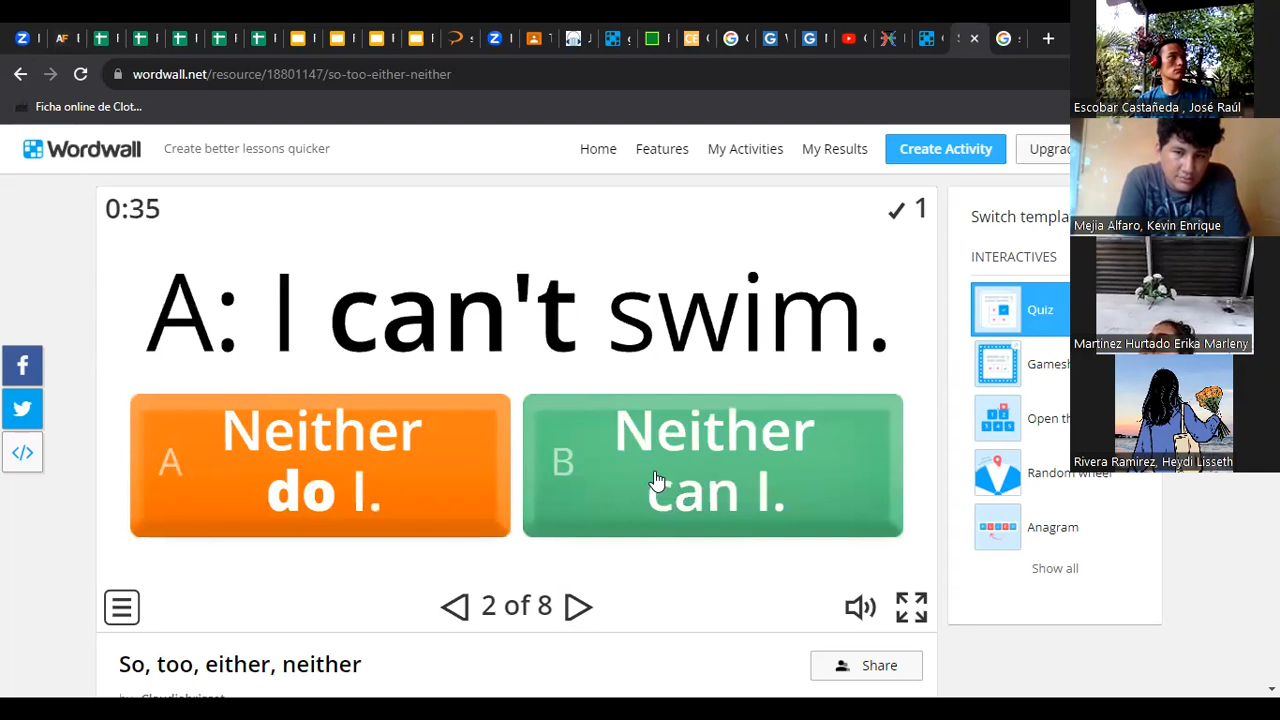 wordwall.net/resource/18801147/so-too-either-neither
Ficha online de Clot...
Wordwall
Create better lessons quicker
Home
Features
My Activities
My Results
Create Activity
Upgrad
0:35
✓ 1
A: I can't swim.
A
Neither
do I.
B
Neither
can I.
2 of 8
So, too, either, neither
Share
Switch templa
INTERACTIVES
Quiz
Gamesh
Open th
Random wheel
Anagram
Show all
Escobar Castañeda , José Raúl
Mejia Alfaro, Kevin Enrique
Martinez Hurtado Erika Marleny
Rivera Ramirez, Heydi Lisseth